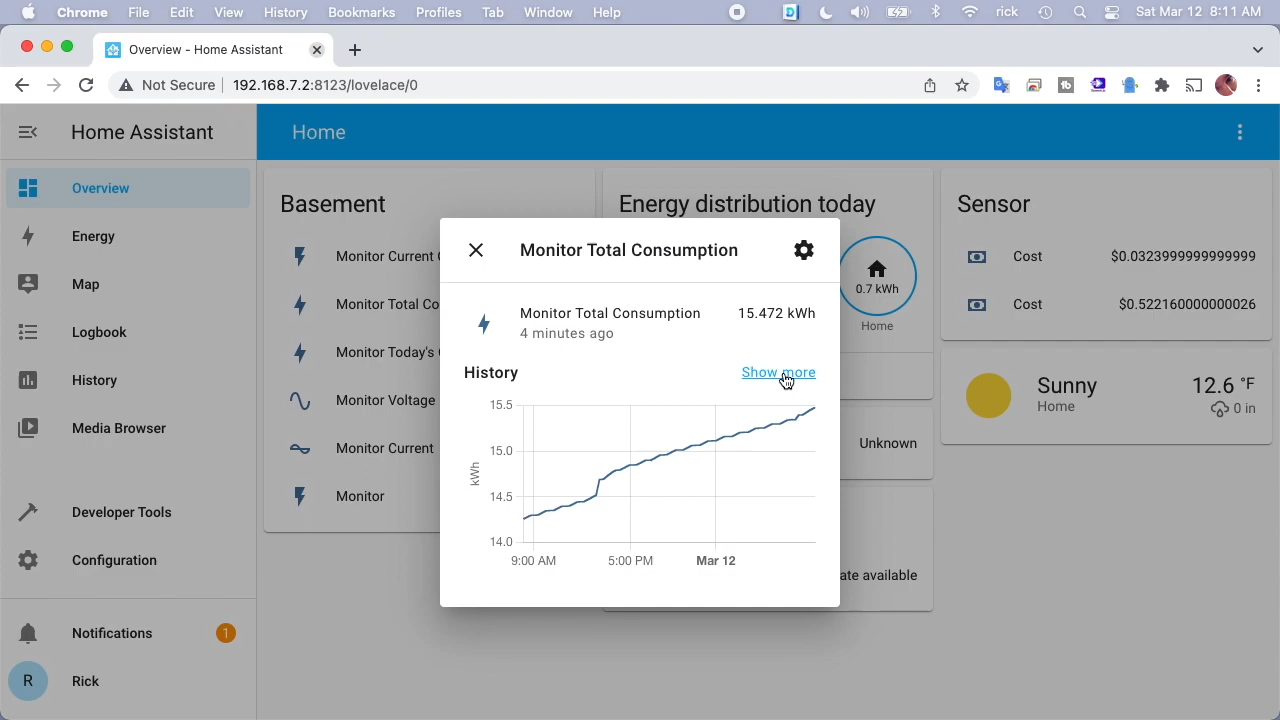 Chrome File Edit View History Bookmarks Profiles Tab Window Help rick Sat Mar 12 8:11 AM
Overview - Home Assistant
Not Secure 192.168.7.2:8123/lovelace/0
Home Assistant
Home
Overview
Energy
Map
Logbook
History
Media Browser
Developer Tools
Configuration
Notifications 1
R Rick
Basement
Monitor Current
Monitor Total Co
Monitor Today's
Monitor Voltage
Monitor Current
Monitor
Energy distribution today
0.7 kWh
Home
Unknown
ate available
Monitor Total Consumption
Monitor Total Consumption 15.472 kWh
4 minutes ago
History Show more
kWh
15.5
15.0
14.5
14.0
9:00 AM 5:00 PM Mar 12
Sensor
Cost $0.0323999999999999
Cost $0.522160000000026
Sunny 12.6 °F
Home 0 in